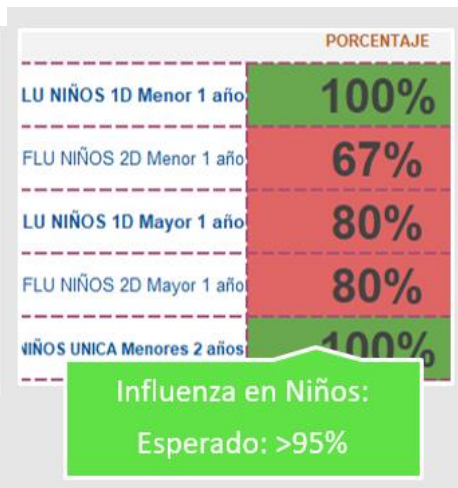 PORCENTAJE
LU NIÑOS 1D Menor 1 año 100%
FLU NIÑOS 2D Menor 1 año 67%
LU NIÑOS 1D Mayor 1 año 80%
FLU NIÑOS 2D Mayor 1 año 80%
NIÑOS UNICA Menores 2 años 100%
Influenza en Niños:
Esperado: >95%